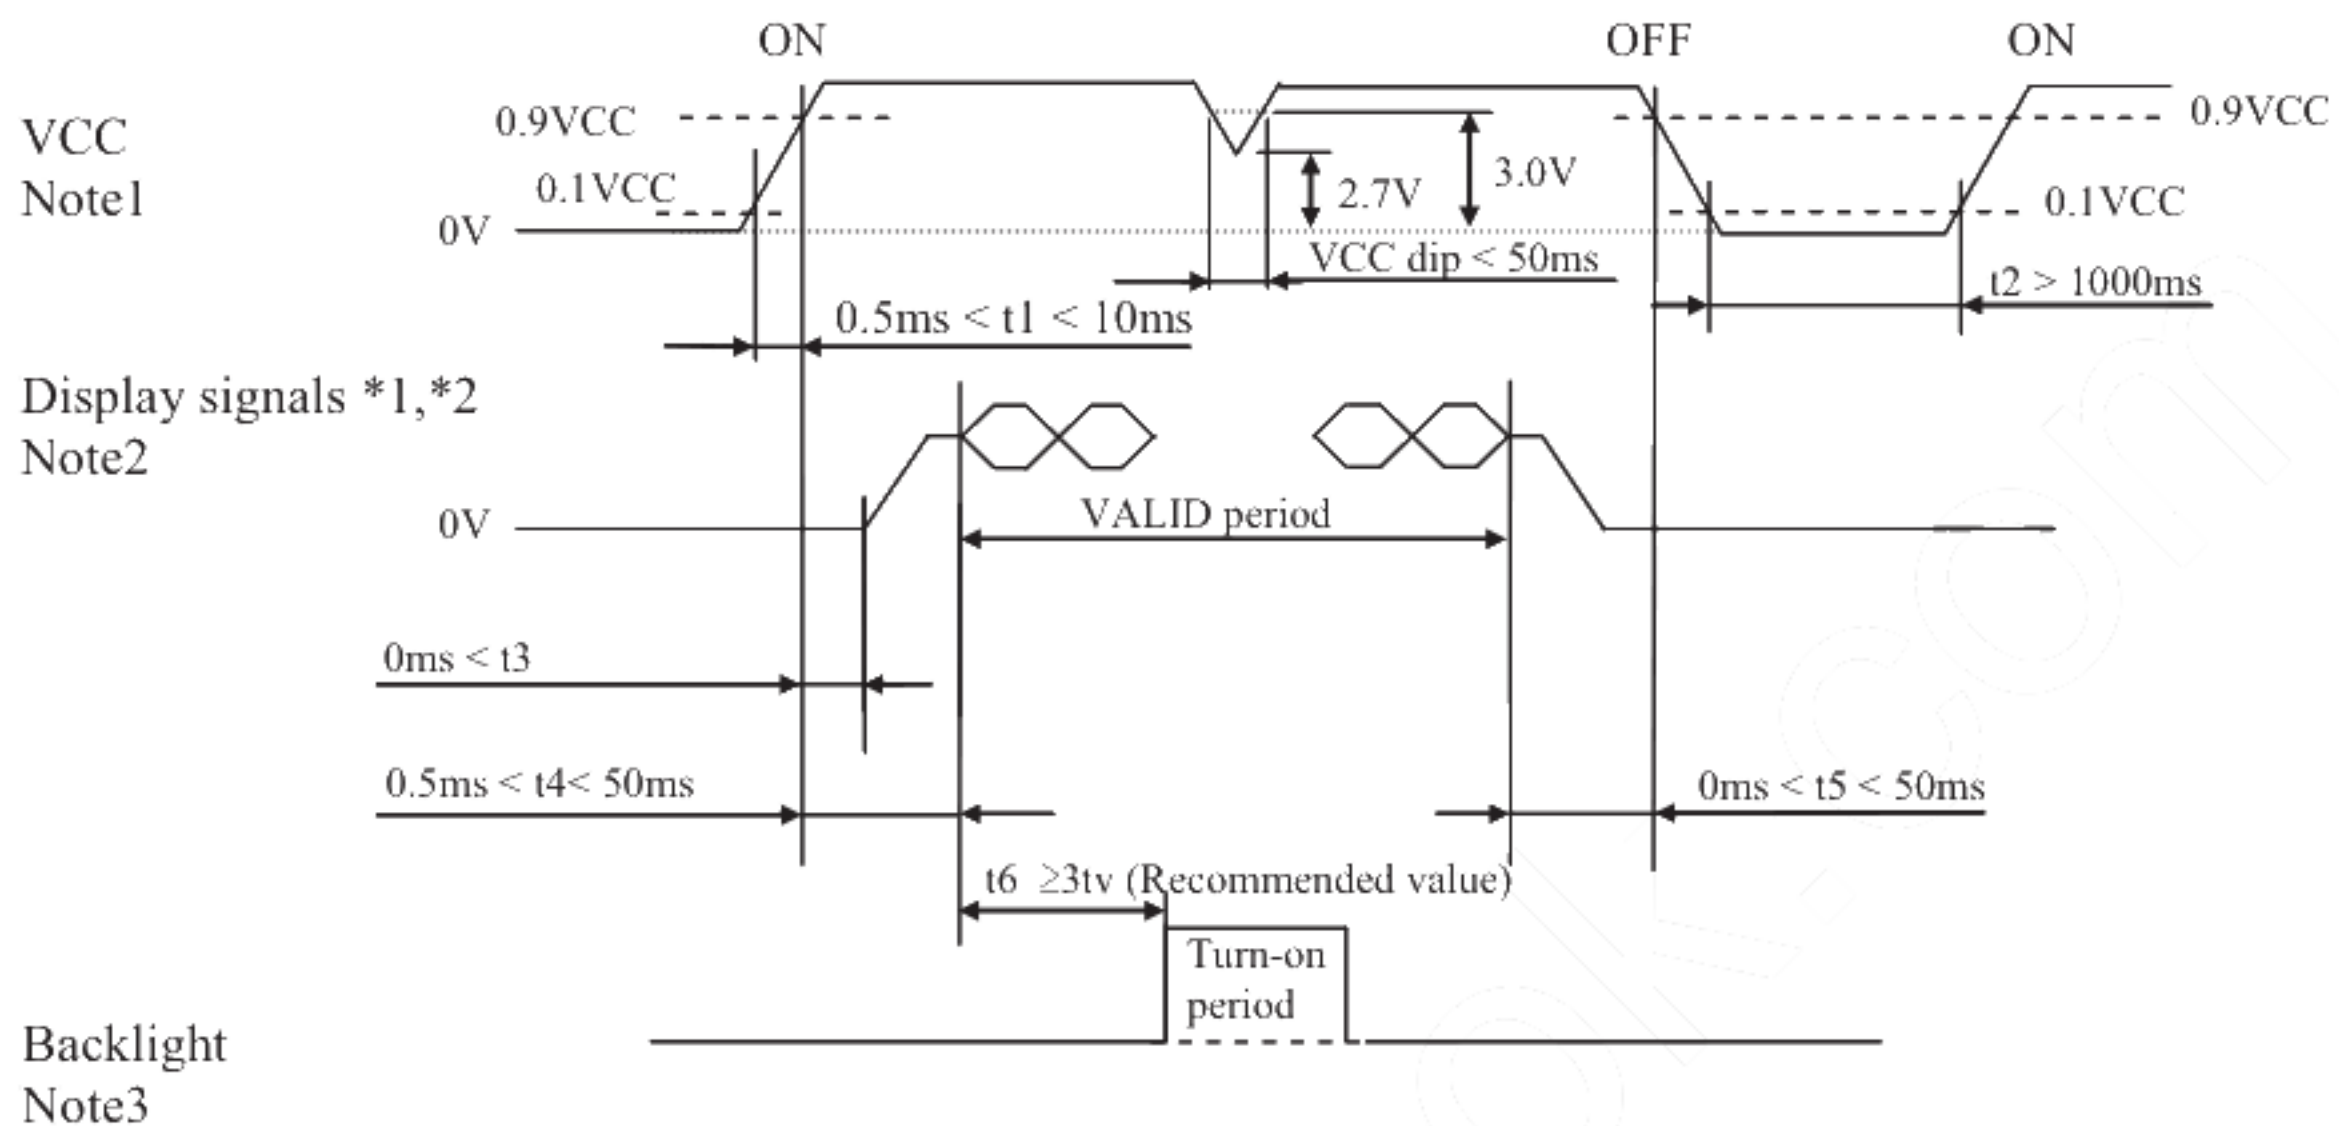 ON
OFF
ON
VCC
Note1
0.9VCC
0.9VCC
0.1VCC
0.1VCC
0V
2.7V
3.0V
VCC dip < 50ms
t2 > 1000ms
0.5ms < t1 < 10ms
Display signals *1,*2
Note2
0V
VALID period
0ms < t3
0.5ms < t4< 50ms
0ms < t5 < 50ms
t6 ≥3tv (Recommended value)
Turn-on
period
Backlight
Note3
ok.com